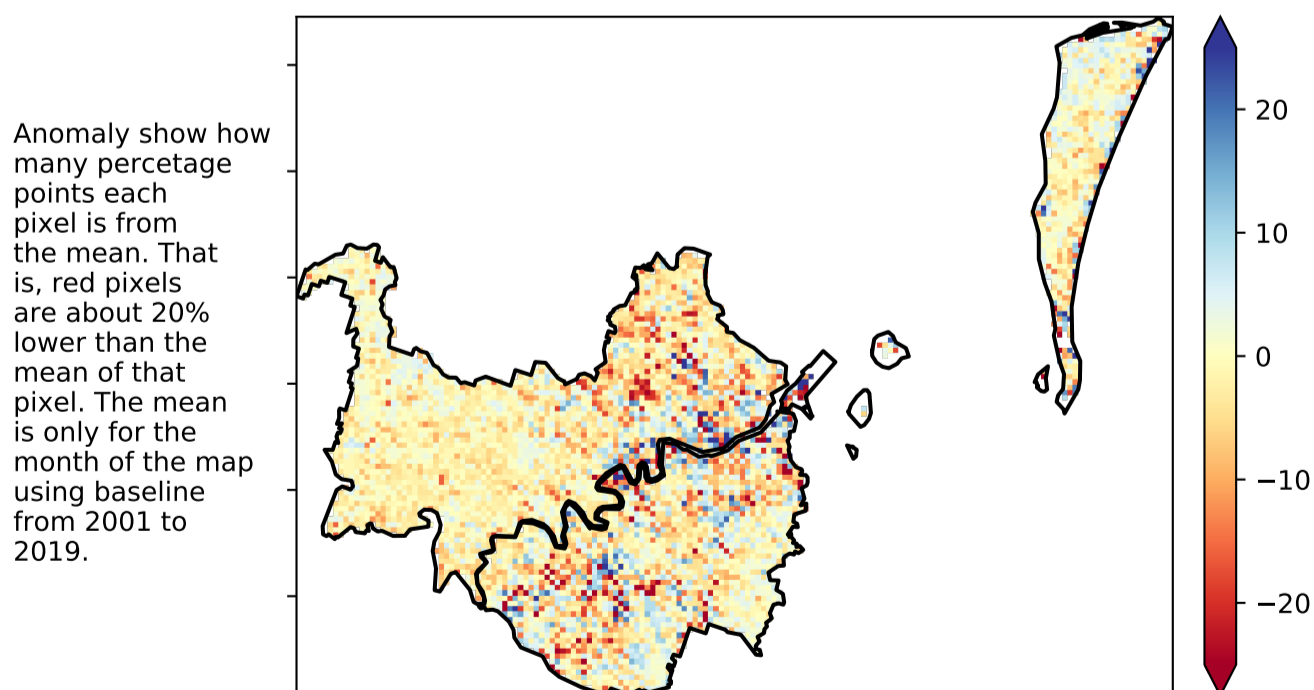 Anomaly show how
many percetage
points each
pixel is from
the mean. That
is, red pixels
are about 20%
lower than the
mean of that
pixel. The mean
is only for the
month of the map
using baseline
from 2001 to
2019.
20
10
0
−10
−20